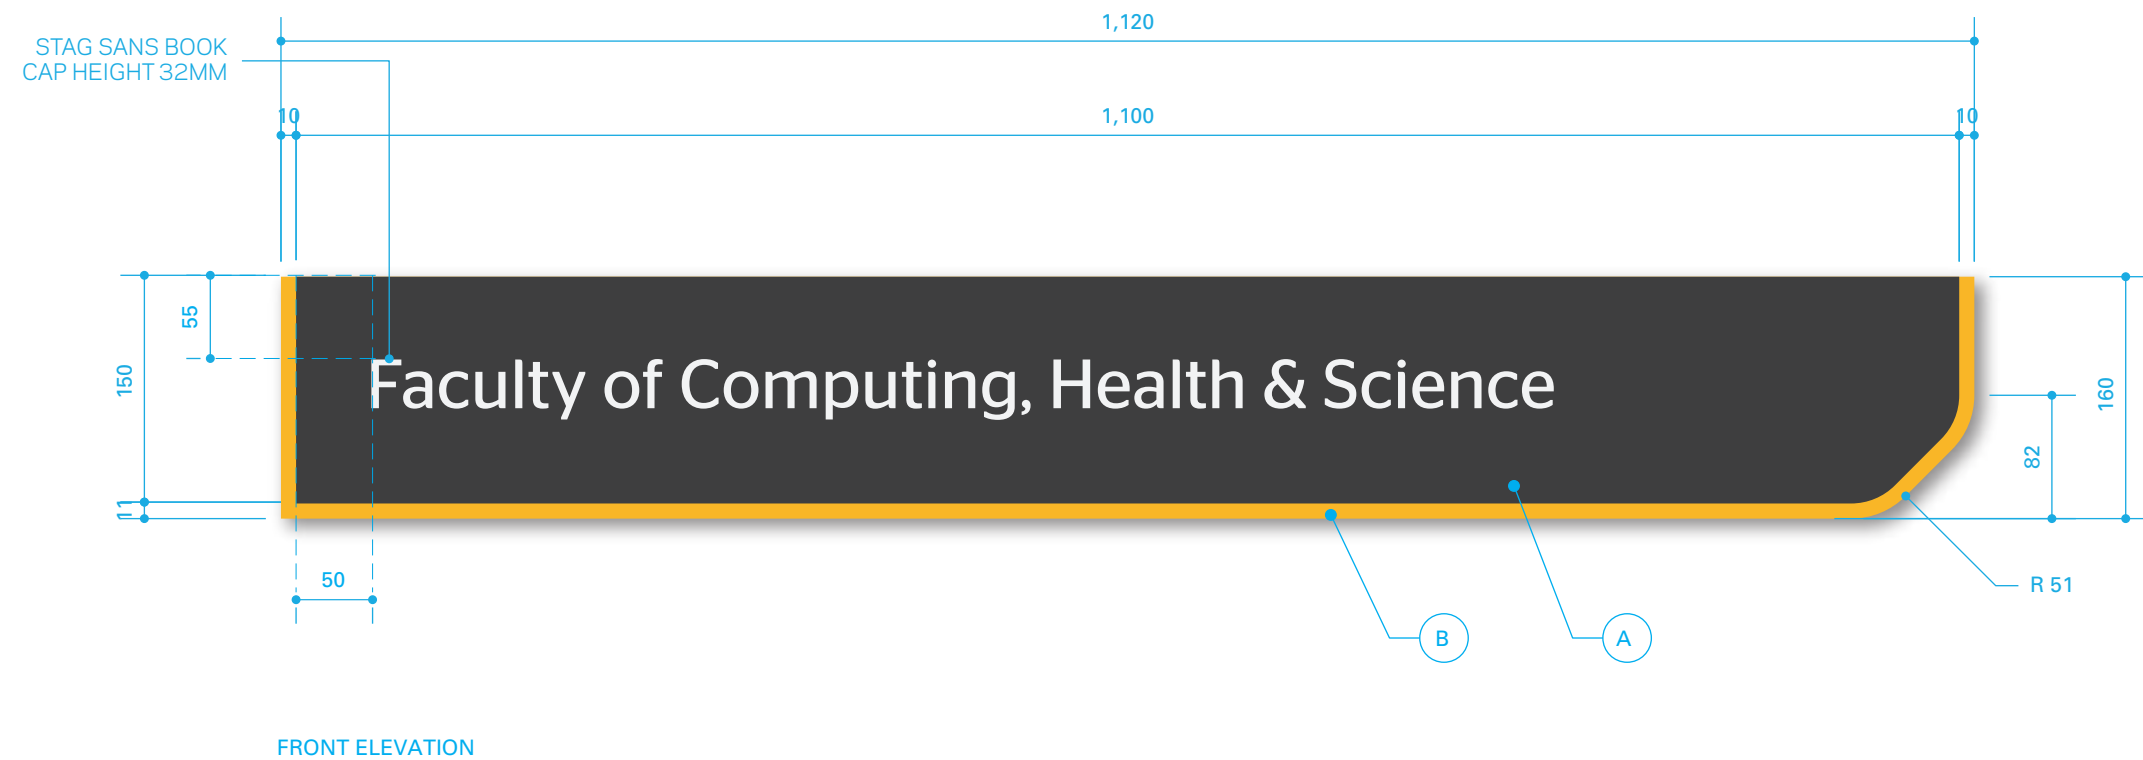 1,120
STAG SANS BOOK
CAP HEIGHT 32MM
10
1,100
10
55
150
11
Faculty of Computing, Health & Science
160
82
50
R 51
B
A
FRONT ELEVATION